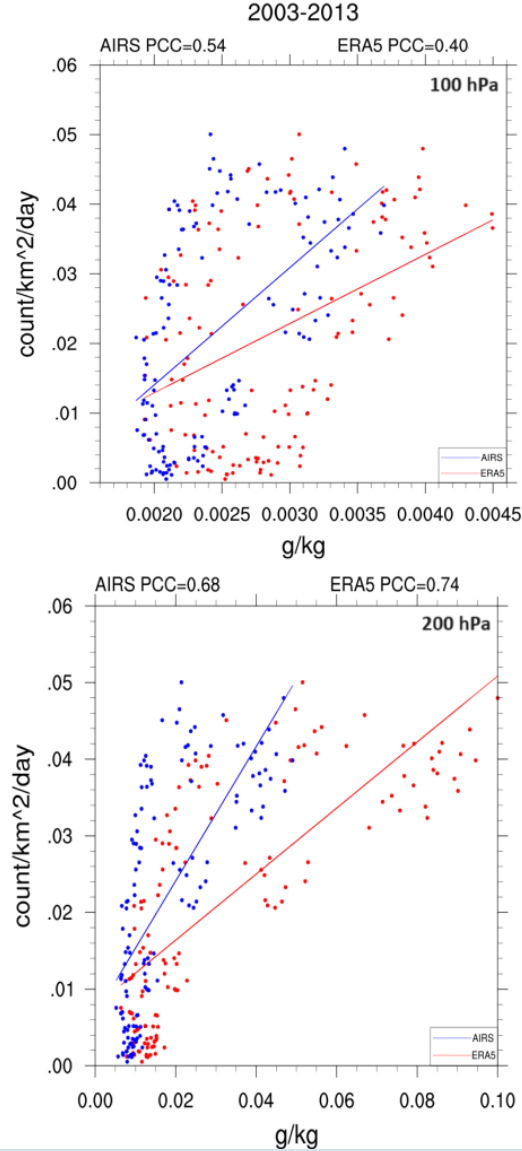 2003-2013
AIRS PCC=0.54 ERA5 PCC=0.40
100 hPa
.06
.05
.04
.03
.02
.01
.00
count/km^2/day
AIRS
ERA5
0.0020 0.0025 0.0030 0.0035 0.0040 0.0045
g/kg
AIRS PCC=0.68 ERA5 PCC=0.74
200 hPa
.06
.05
.04
.03
.02
.01
.00
count/km^2/day
AIRS
ERA5
0.00 0.02 0.04 0.06 0.08 0.10
g/kg